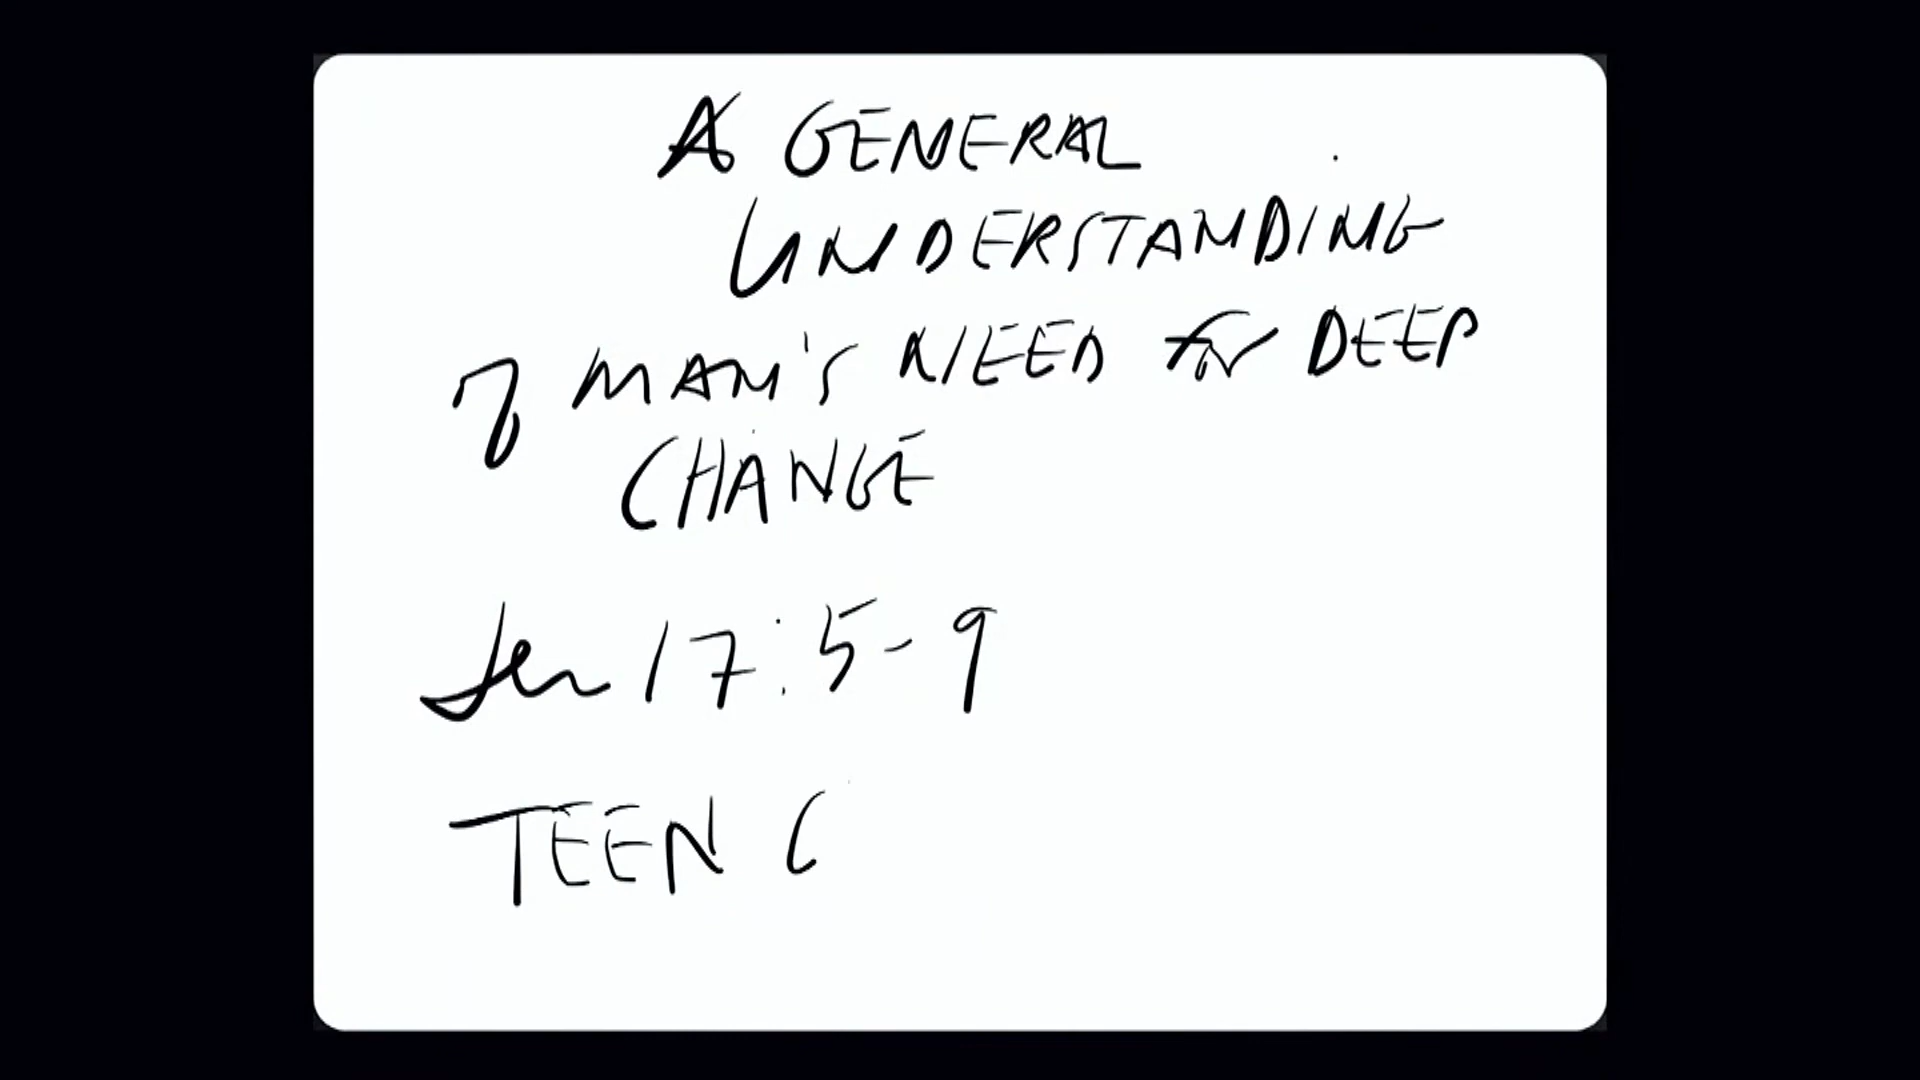 A GENERAL
UNDERSTANDING
of MAN'S NEED for DEEP
CHANGE
Jer 17:5-9
TEEN C